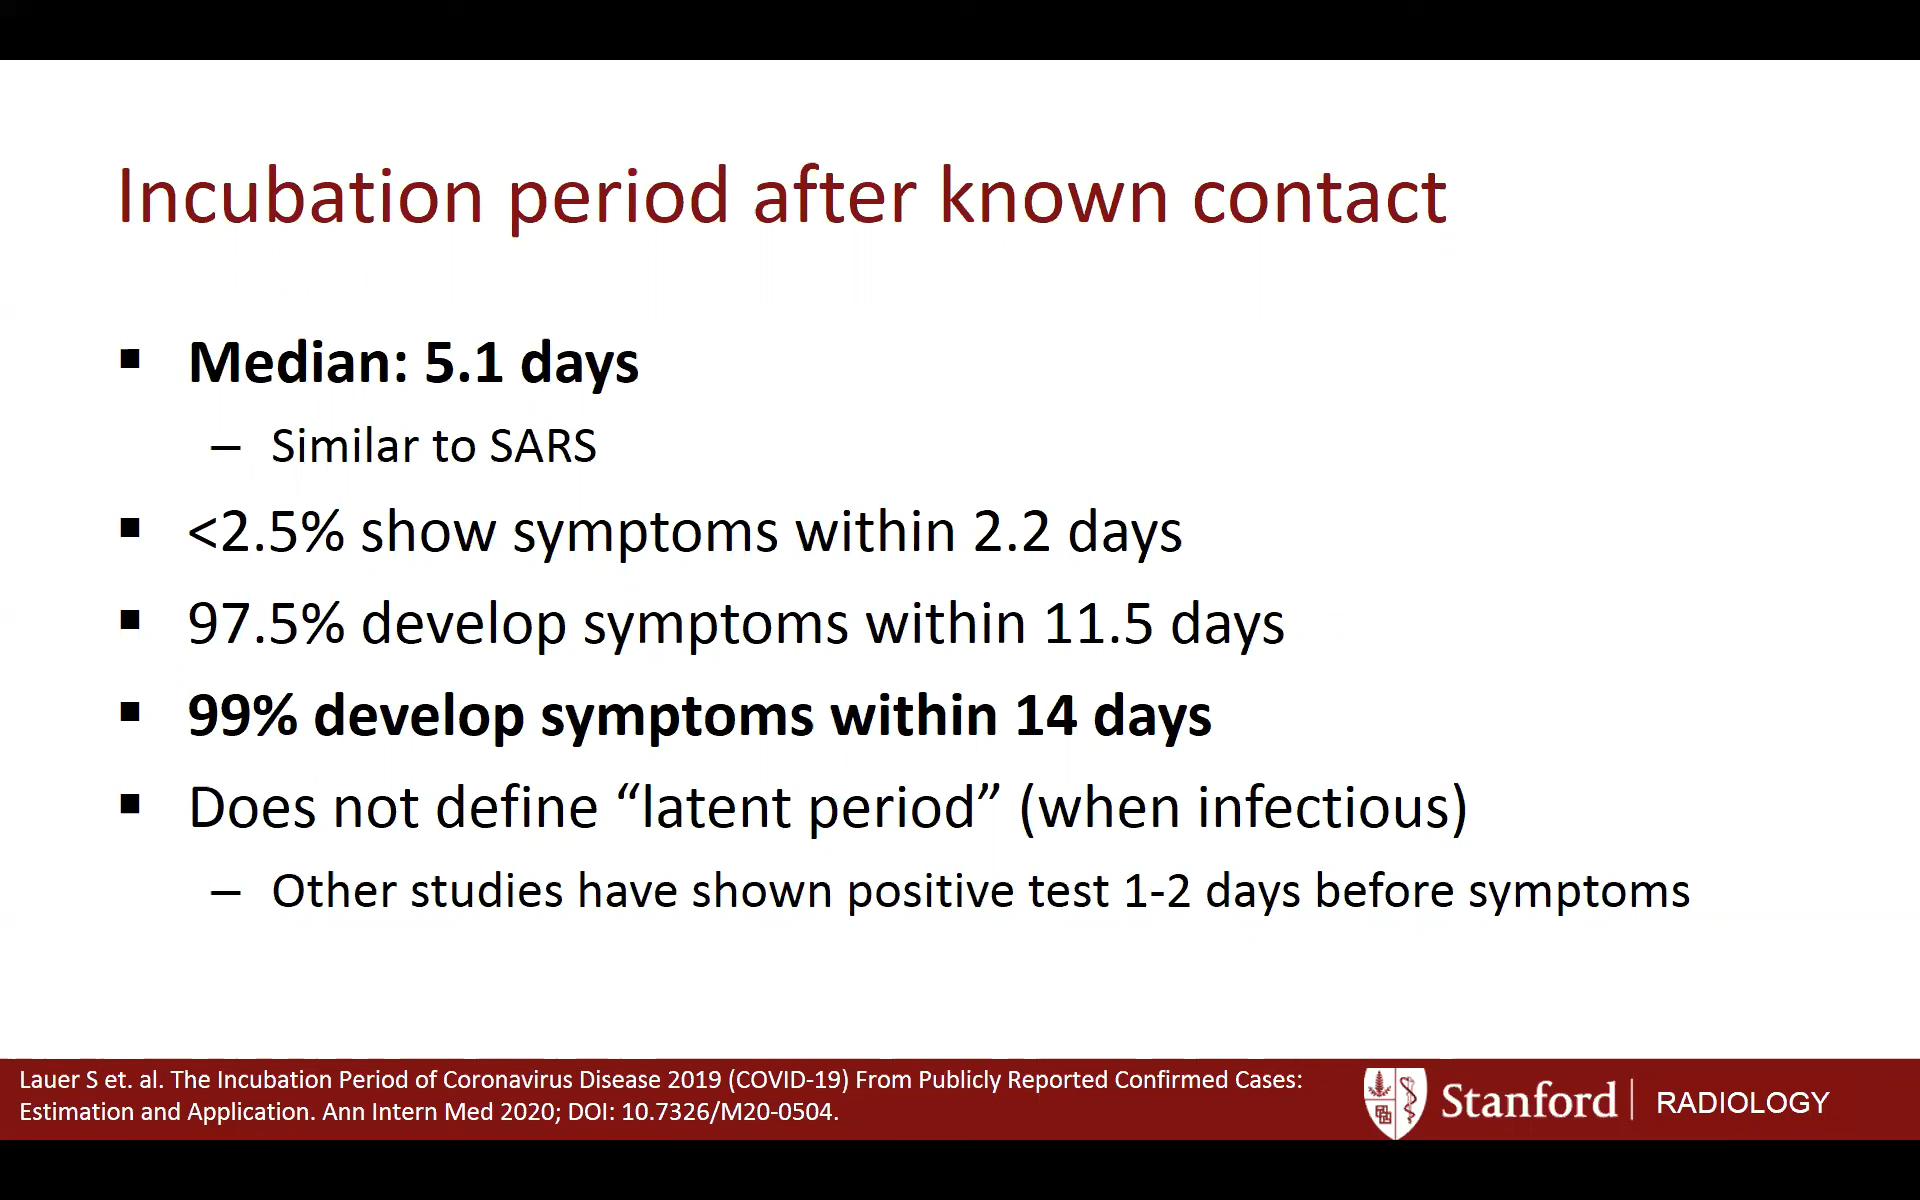 Incubation period after known contact
▪ Median: 5.1 days
– Similar to SARS
▪ <2.5% show symptoms within 2.2 days
▪ 97.5% develop symptoms within 11.5 days
▪ 99% develop symptoms within 14 days
▪ Does not define “latent period” (when infectious)
– Other studies have shown positive test 1-2 days before symptoms
Lauer S et. al. The Incubation Period of Coronavirus Disease 2019 (COVID-19) From Publicly Reported Confirmed Cases:
Estimation and Application. Ann Intern Med 2020; DOI: 10.7326/M20-0504.
Stanford | RADIOLOGY